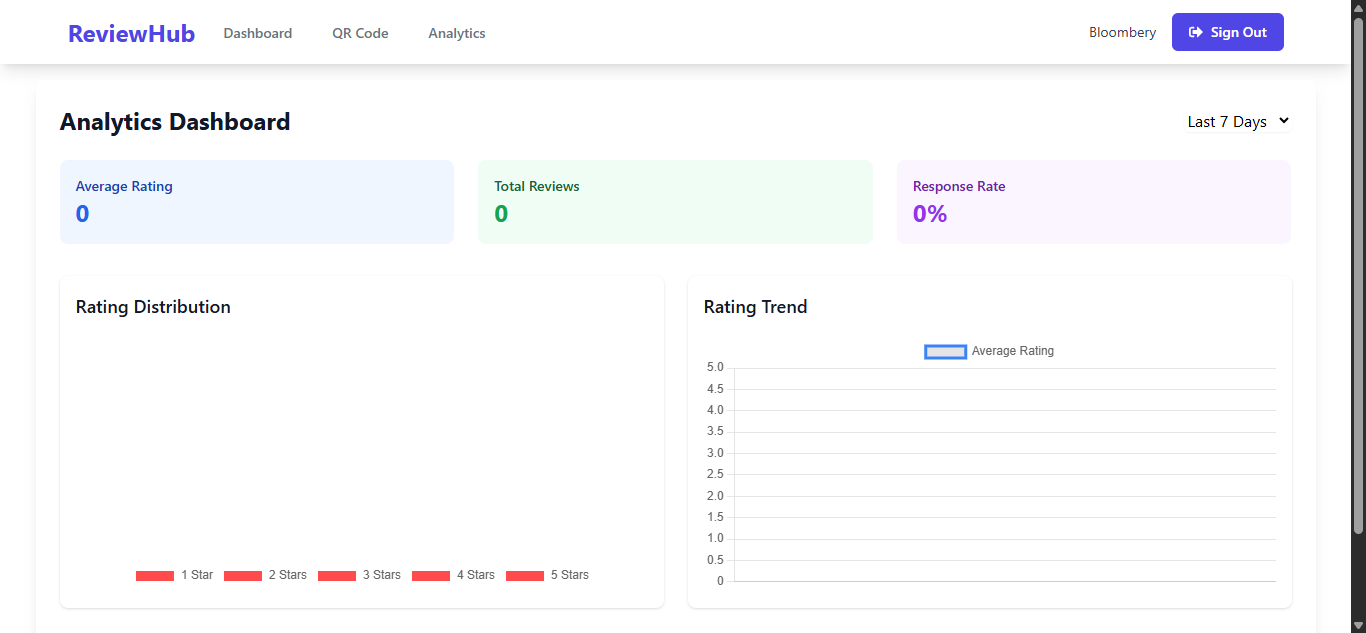 ReviewHub Dashboard QR Code Analytics Bloombery Sign Out
Analytics Dashboard Last 7 Days
Average Rating
0
Total Reviews
0
Response Rate
0%
Rating Distribution
1 Star 2 Stars 3 Stars 4 Stars 5 Stars
Rating Trend
Average Rating
5.0
4.5
4.0
3.5
3.0
2.5
2.0
1.5
1.0
0.5
0